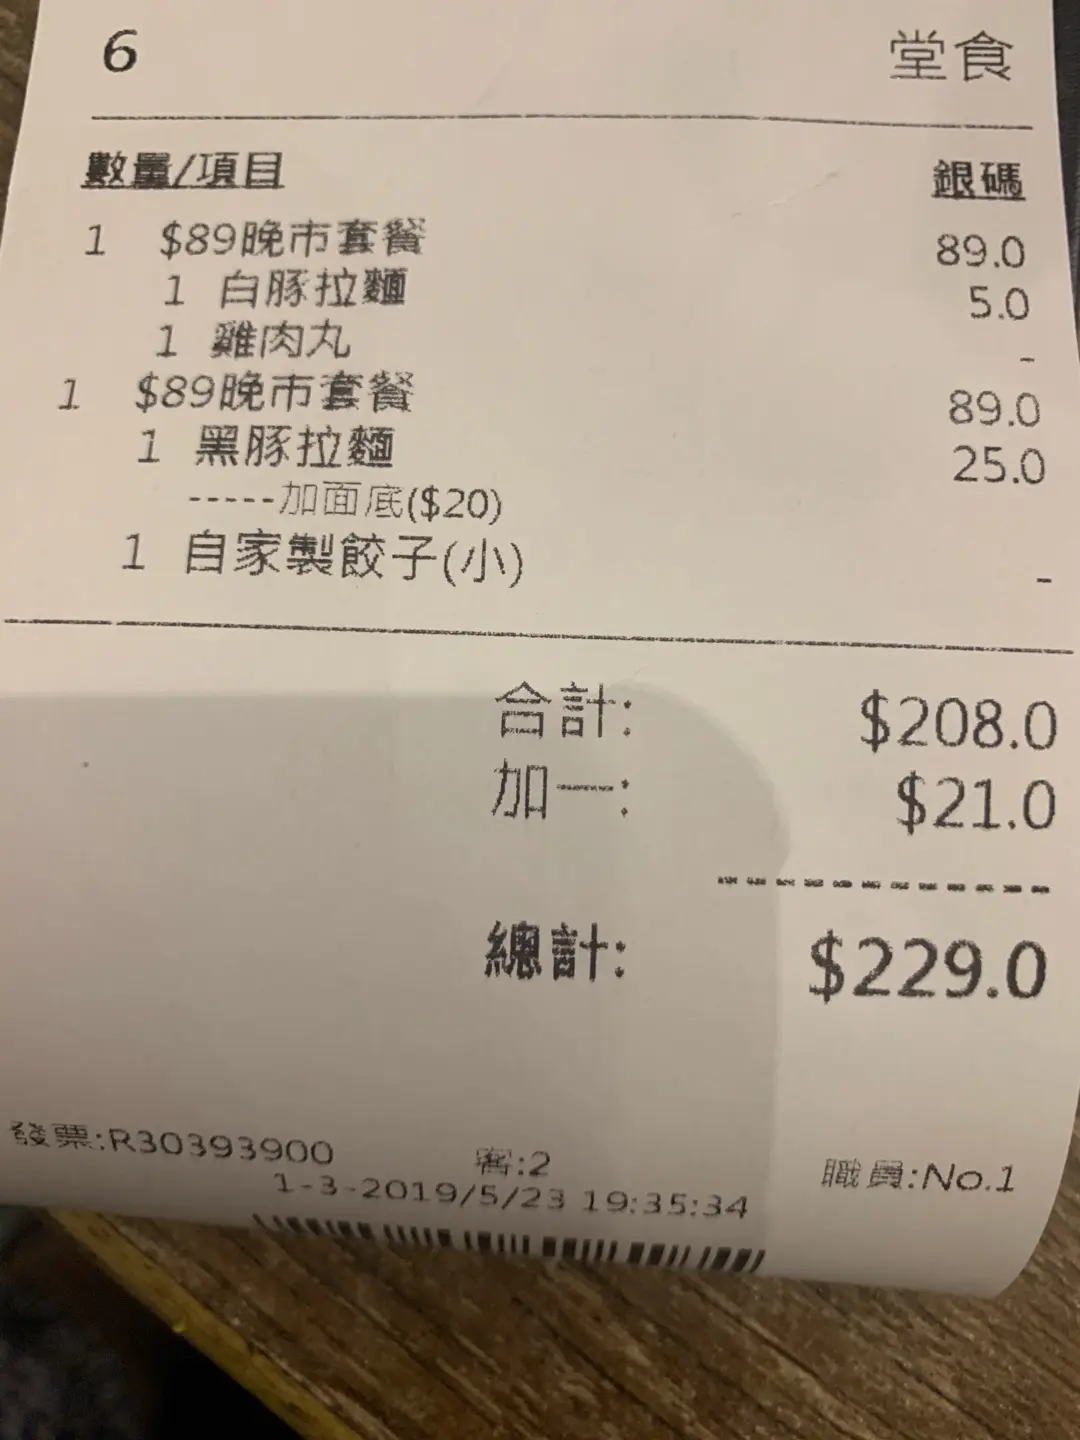 6 堂食
數量/項目 銀碼
1 $89晚市套餐 89.0
1 白豚拉麵 5.0
1 雞肉丸 -
1 $89晚市套餐 89.0
1 黑豚拉麵 25.0
-----加面底($20)
1 自家製餃子(小) -
合計: $208.0
加一: $21.0
總計: $229.0
發票:R30393900 客:2 職員:No.1
1-3-2019/5/23 19:35:34